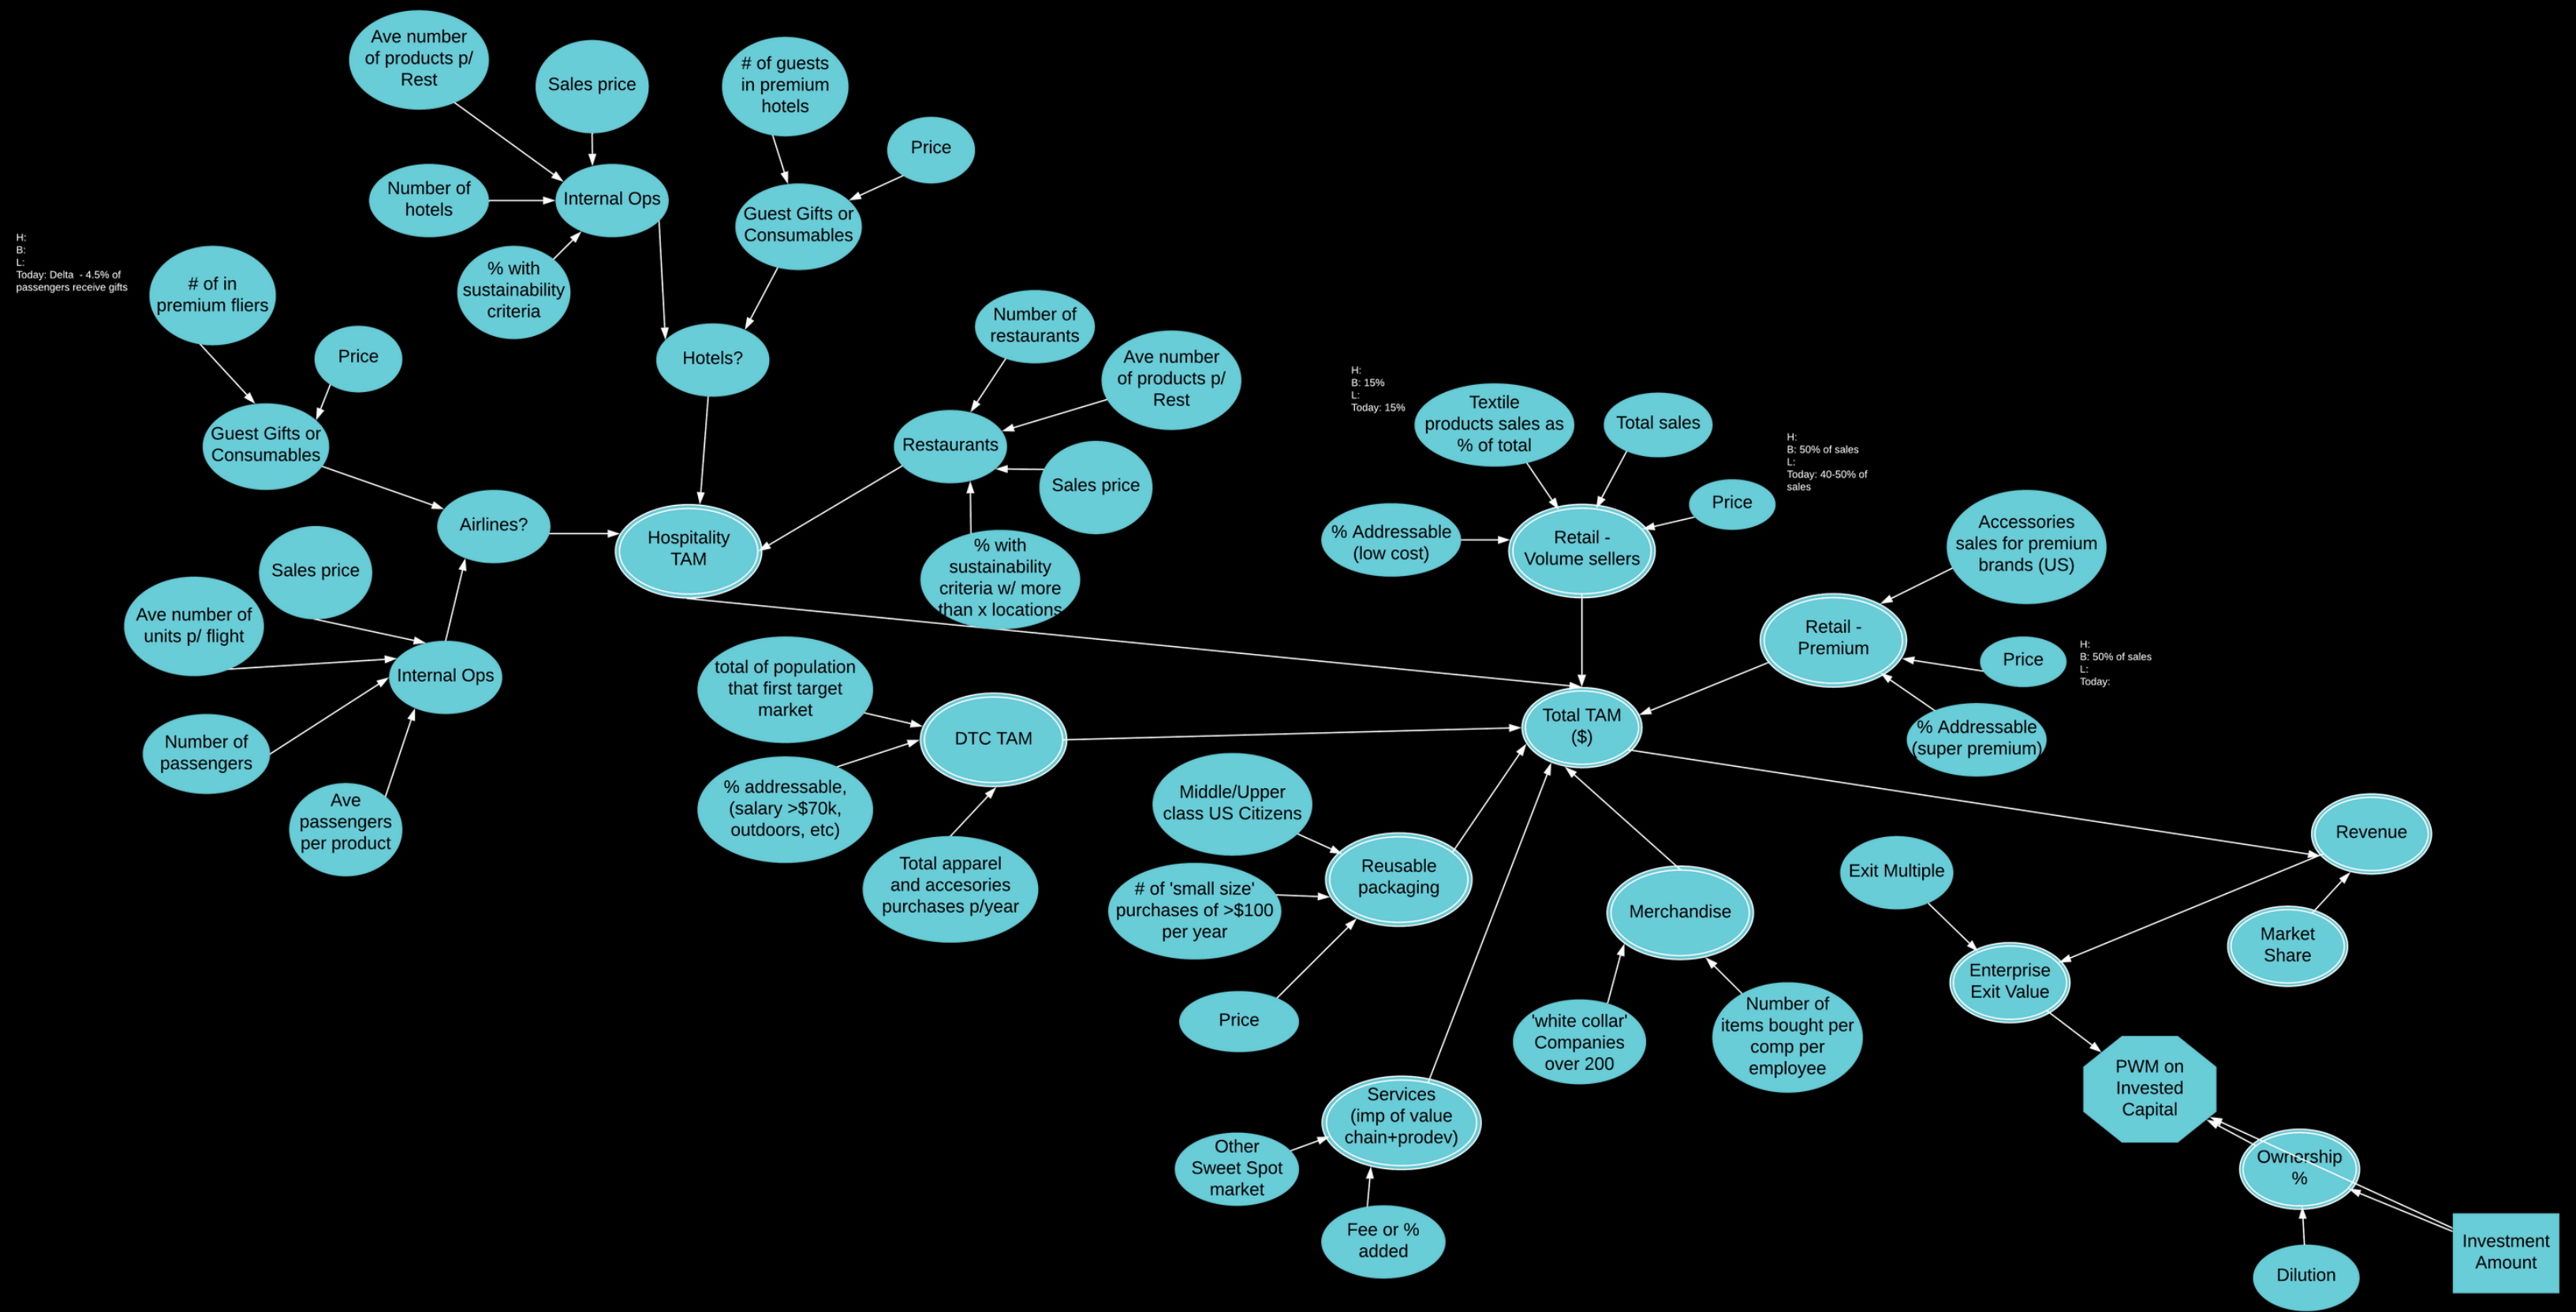 Ave number
of products p/
Rest
Sales price
# of guests
in premium
hotels
Price
Number of
hotels
Internal Ops
Guest Gifts or
Consumables
% with
sustainability
criteria
H:
B:
L:
Today: Delta  - 4.5% of
passengers receive gifts
# of in
premium fliers
Price
Hotels?
Number of
restaurants
Ave number
of products p/
Rest
Guest Gifts or
Consumables
Restaurants
Sales price
Airlines?
Hospitality
TAM
% with
sustainability
criteria w/ more
than x locations
Sales price
Ave number of
units p/ flight
Internal Ops
Number of
passengers
Ave
passengers
per product
H:
B: 15%
L:
Today: 15%
Textile
products sales as
% of total
Total sales
H:
B: 50% of sales
L:
Today: 40-50% of
sales
Price
% Addressable
(low cost)
Retail -
Volume sellers
Accessories
sales for premium
brands (US)
Retail -
Premium
Price
H:
B: 50% of sales
L:
Today:
% Addressable
(super premium)
total of population
that first target
market
DTC TAM
Total TAM
($)
% addressable,
(salary >$70k,
outdoors, etc)
Total apparel
and accesories
purchases p/year
Middle/Upper
class US Citizens
Reusable
packaging
# of 'small size'
purchases of >$100
per year
Price
Merchandise
'white collar'
Companies
over 200
Number of
items bought per
comp per
employee
Services
(imp of value
chain+prodev)
Other
Sweet Spot
market
Fee or %
added
Revenue
Exit Multiple
Market
Share
Enterprise
Exit Value
PWM on
Invested
Capital
Ownership
%
Investment
Amount
Dilution